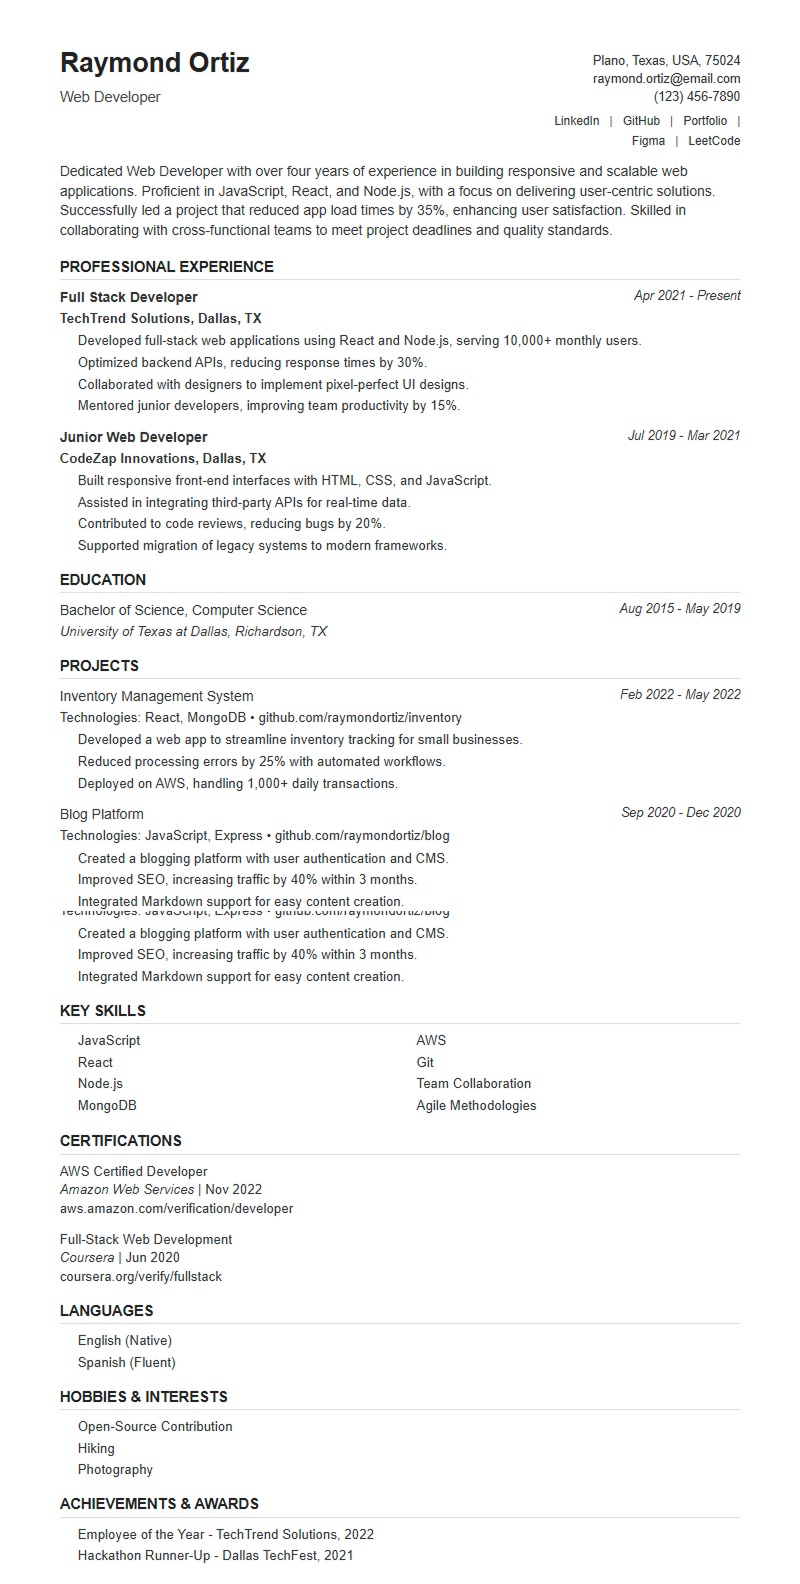 Raymond Ortiz
Web Developer
Plano, Texas, USA, 75024
raymond.ortiz@email.com
(123) 456-7890
LinkedIn | GitHub | Portfolio |
Figma | LeetCode
Dedicated Web Developer with over four years of experience in building responsive and scalable web
applications. Proficient in JavaScript, React, and Node.js, with a focus on delivering user-centric solutions.
Successfully led a project that reduced app load times by 35%, enhancing user satisfaction. Skilled in
collaborating with cross-functional teams to meet project deadlines and quality standards.
PROFESSIONAL EXPERIENCE
Full Stack Developer Apr 2021 - Present
TechTrend Solutions, Dallas, TX
Developed full-stack web applications using React and Node.js, serving 10,000+ monthly users.
Optimized backend APIs, reducing response times by 30%.
Collaborated with designers to implement pixel-perfect UI designs.
Mentored junior developers, improving team productivity by 15%.
Junior Web Developer Jul 2019 - Mar 2021
CodeZap Innovations, Dallas, TX
Built responsive front-end interfaces with HTML, CSS, and JavaScript.
Assisted in integrating third-party APIs for real-time data.
Contributed to code reviews, reducing bugs by 20%.
Supported migration of legacy systems to modern frameworks.
EDUCATION
Bachelor of Science, Computer Science Aug 2015 - May 2019
University of Texas at Dallas, Richardson, TX
PROJECTS
Inventory Management System Feb 2022 - May 2022
Technologies: React, MongoDB • github.com/raymondortiz/inventory
Developed a web app to streamline inventory tracking for small businesses.
Reduced processing errors by 25% with automated workflows.
Deployed on AWS, handling 1,000+ daily transactions.
Blog Platform Sep 2020 - Dec 2020
Technologies: JavaScript, Express • github.com/raymondortiz/blog
Created a blogging platform with user authentication and CMS.
Improved SEO, increasing traffic by 40% within 3 months.
Integrated Markdown support for easy content creation.
Technologies: JavaScript, Express • github.com/raymondortiz/blog
Created a blogging platform with user authentication and CMS.
Improved SEO, increasing traffic by 40% within 3 months.
Integrated Markdown support for easy content creation.
KEY SKILLS
JavaScript AWS
React Git
Node.js Team Collaboration
MongoDB Agile Methodologies
CERTIFICATIONS
AWS Certified Developer
Amazon Web Services | Nov 2022
aws.amazon.com/verification/developer
Full-Stack Web Development
Coursera | Jun 2020
coursera.org/verify/fullstack
LANGUAGES
English (Native)
Spanish (Fluent)
HOBBIES & INTERESTS
Open-Source Contribution
Hiking
Photography
ACHIEVEMENTS & AWARDS
Employee of the Year - TechTrend Solutions, 2022
Hackathon Runner-Up - Dallas TechFest, 2021